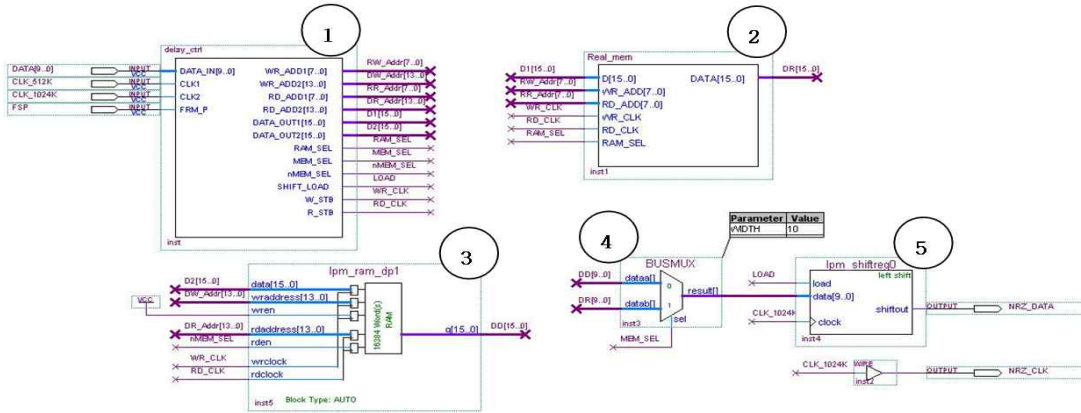 1
delay_ctrl
DATA[9..0] INPUT VCC DATA_IN[9..0] WR_ADD1[7..0] RW_Addr[7..0]
CLK_512K INPUT VCC CLK1 WR_ADD2[13..0] DW_Addr[13..0]
CLK_1024K INPUT VCC CLK2 RD_ADD1[7..0] RR_Addr[7..0]
FSP INPUT VCC FRM_P RD_ADD2[13..0] DR_Addr[13..0]
DATA_OUT1[15..0] D1[15..0]
DATA_OUT2[15..0] D2[15..0]
RAM_SEL RAM_SEL
MEM_SEL MEM_SEL
nMEM_SEL nMEM_SEL
SHIFT_LOAD LOAD
W_STB WR_CLK
R_STB RD_CLK
inst
2
Real_mem
D1[15..0] D[15..0] DATA[15..0] DR[15..0]
RW_Addr[7..0] WR_ADD[7..0]
RR_Addr[7..0] RD_ADD[7..0]
WR_CLK WR_CLK
RD_CLK RD_CLK
RAM_SEL RAM_SEL
inst1
3
lpm_ram_dp1
D2[15..0] data[15..0]
DW_Addr[13..0] wraddress[13..0]
VCC wren
DR_Addr[13..0] rdaddress[13..0] q[15..0] DD[15..0]
nMEM_SEL rden
WR_CLK wrclock
RD_CLK rdclock
16384 Word(s)
RAM
inst5 Block Type: AUTO
Parameter Value
WIDTH 10
4
BUSMUX
DD[9..0] dataa[] 0
result[]
DR[9..0] datab[] 1
inst3 sel
MEM_SEL
5
lpm_shiftreg0
left shift
LOAD load
data[9..0]
shiftout OUTPUT NRZ_DATA
CLK_1024K clock
inst4
CLK_1024K WIRE OUTPUT NRZ_CLK
inst2